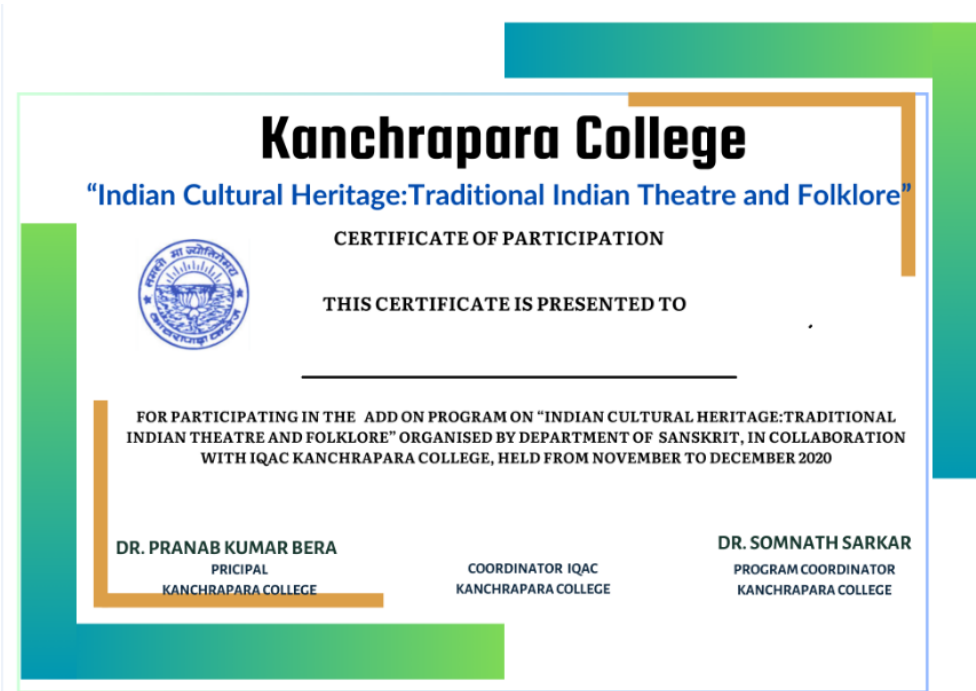 Kanchrapara College
“Indian Cultural Heritage:Traditional Indian Theatre and Folklore”
CERTIFICATE OF PARTICIPATION
तमसो मा ज्योतिर्गमय
THIS CERTIFICATE IS PRESENTED TO
FOR PARTICIPATING IN THE ADD ON PROGRAM ON “INDIAN CULTURAL HERITAGE:TRADITIONAL
INDIAN THEATRE AND FOLKLORE” ORGANISED BY DEPARTMENT OF SANSKRIT, IN COLLABORATION
WITH IQAC KANCHRAPARA COLLEGE, HELD FROM NOVEMBER TO DECEMBER 2020
DR. PRANAB KUMAR BERA
PRICIPAL
KANCHRAPARA COLLEGE
COORDINATOR IQAC
KANCHRAPARA COLLEGE
DR. SOMNATH SARKAR
PROGRAM COORDINATOR
KANCHRAPARA COLLEGE